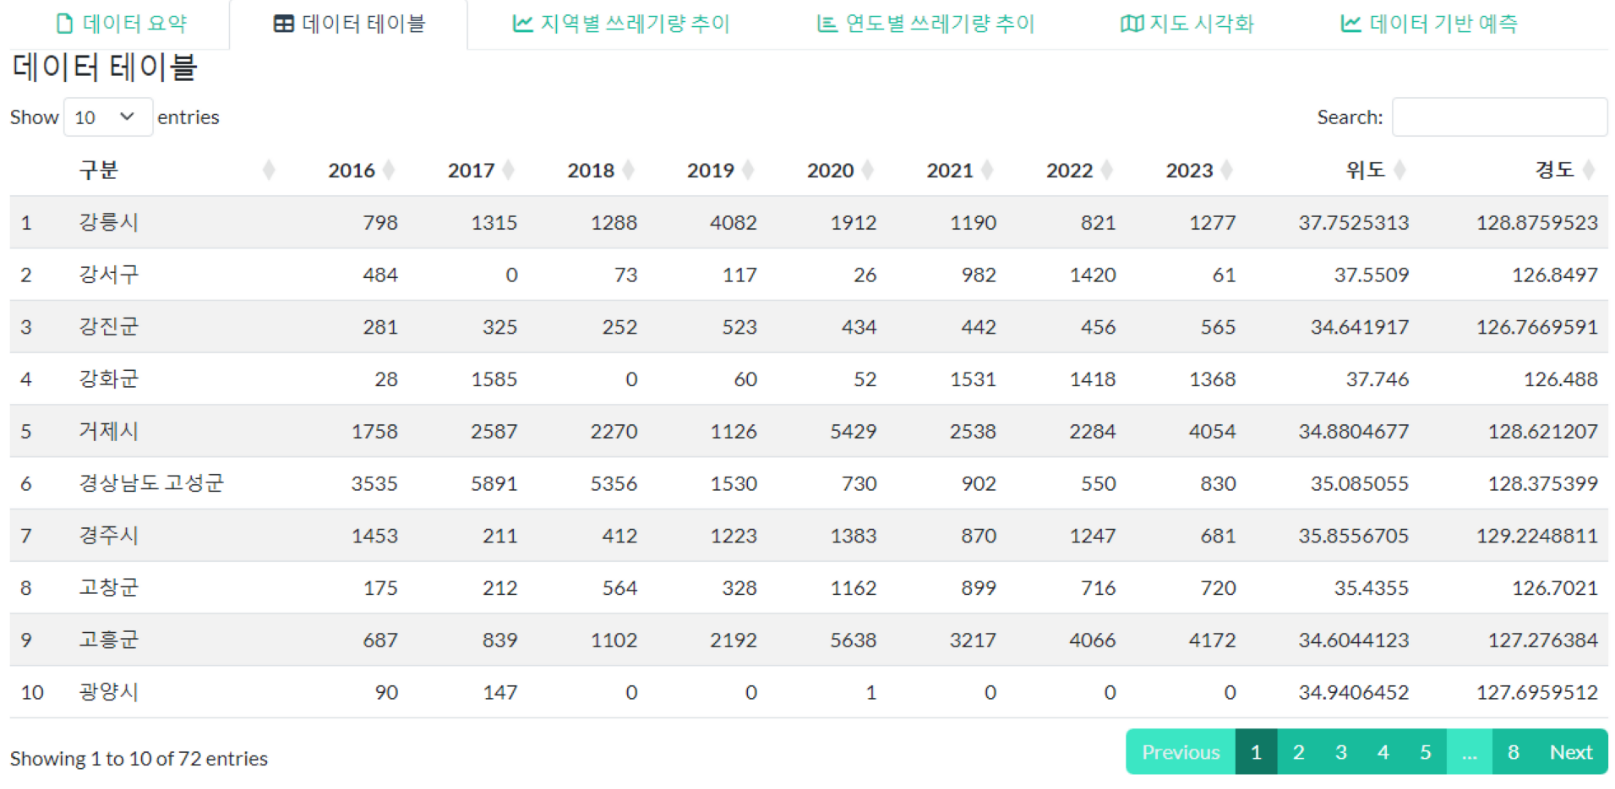 데이터 요약 데이터 테이블 지역별 쓰레기량 추이 연도별 쓰레기량 추이 지도 시각화 데이터 기반 예측
데이터 테이블
Show 10 entries Search:
구분 2016 2017 2018 2019 2020 2021 2022 2023 위도 경도
1 강릉시 798 1315 1288 4082 1912 1190 821 1277 37.7525313 128.8759523
2 강서구 484 0 73 117 26 982 1420 61 37.5509 126.8497
3 강진군 281 325 252 523 434 442 456 565 34.641917 126.7669591
4 강화군 28 1585 0 60 52 1531 1418 1368 37.746 126.488
5 거제시 1758 2587 2270 1126 5429 2538 2284 4054 34.8804677 128.621207
6 경상남도 고성군 3535 5891 5356 1530 730 902 550 830 35.085055 128.375399
7 경주시 1453 211 412 1223 1383 870 1247 681 35.8556705 129.2248811
8 고창군 175 212 564 328 1162 899 716 720 35.4355 126.7021
9 고흥군 687 839 1102 2192 5638 3217 4066 4172 34.6044123 127.276384
10 광양시 90 147 0 0 1 0 0 0 34.9406452 127.6959512
Showing 1 to 10 of 72 entries Previous 1 2 3 4 5 ... 8 Next